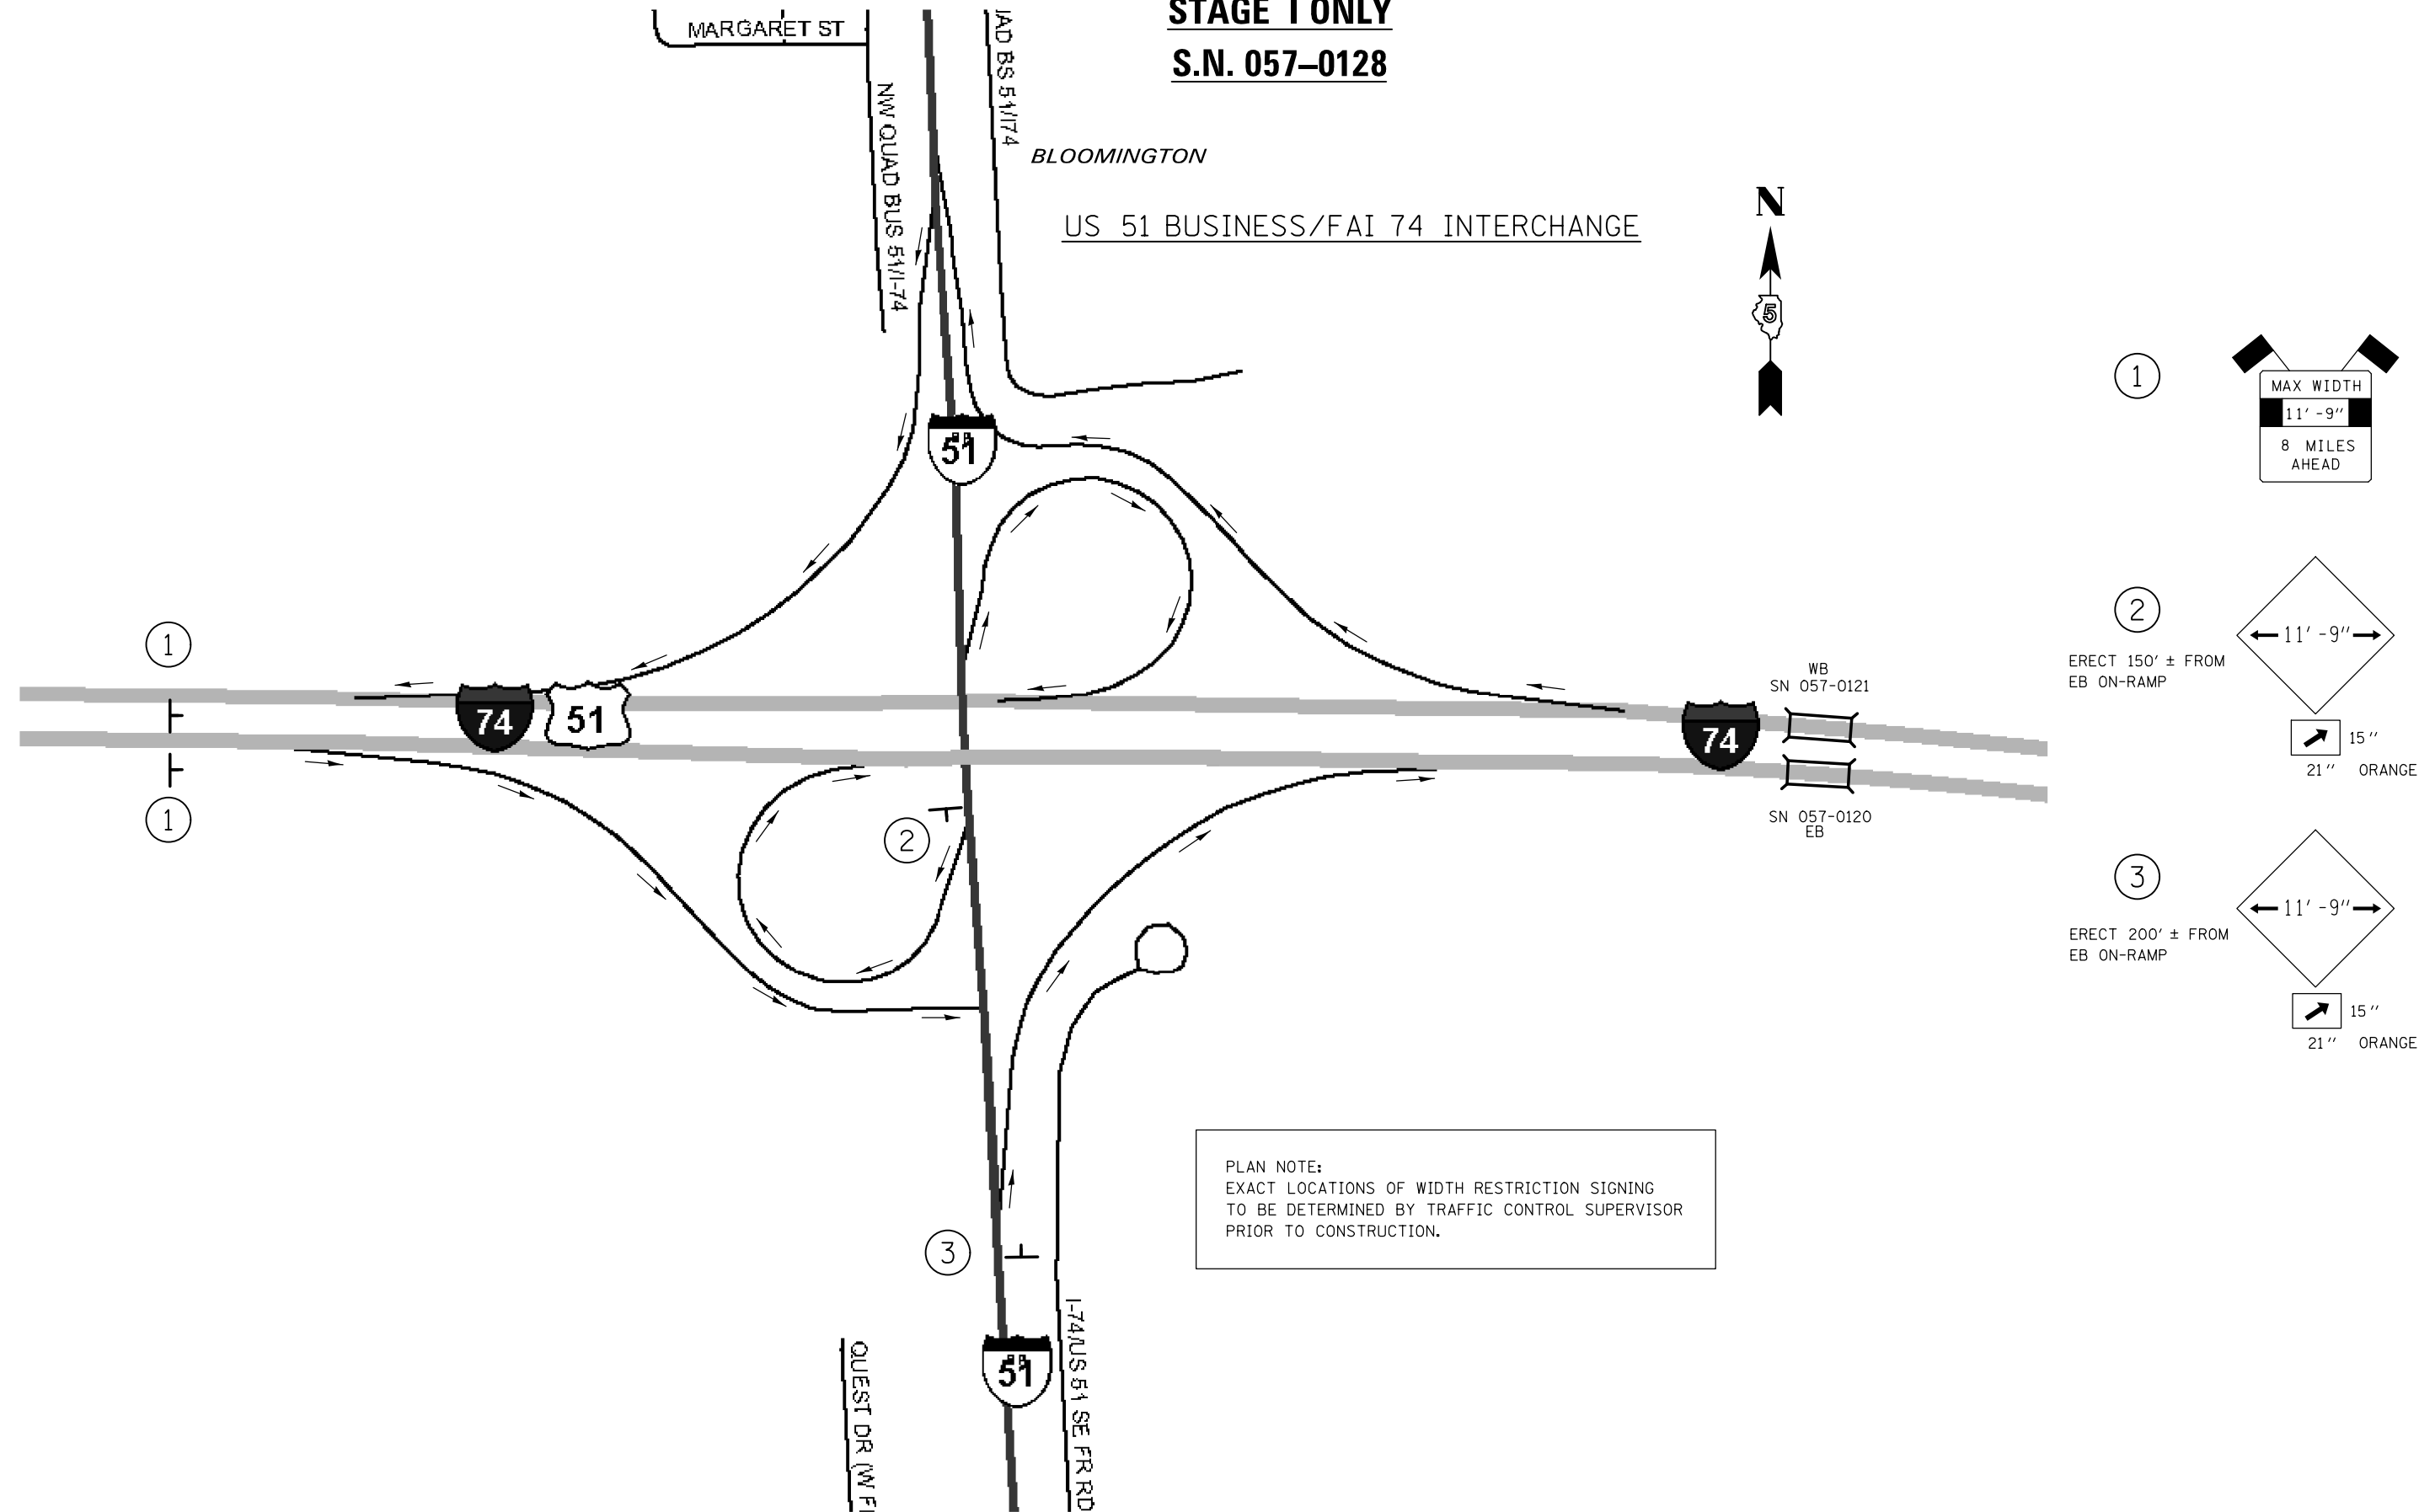 STAGE I ONLY
S.N. 057–0128
MARGARET ST
NW QUAD BUS 51/I-74
BS 51/I74
BLOOMINGTON
US 51 BUSINESS/FAI 74 INTERCHANGE
N
5
51
1
MAX WIDTH
11'-9"
8 MILES
AHEAD
2
ERECT 150' ± FROM
EB ON-RAMP
11'-9"
15"
21" ORANGE
1
74
51
74
WB
SN 057-0121
SN 057-0120
EB
1
2
3
ERECT 200' ± FROM
EB ON-RAMP
11'-9"
15"
21" ORANGE
PLAN NOTE:
EXACT LOCATIONS OF WIDTH RESTRICTION SIGNING
TO BE DETERMINED BY TRAFFIC CONTROL SUPERVISOR
PRIOR TO CONSTRUCTION.
3
51
I-74/US 51 SE FR RD
QUEST DR (W